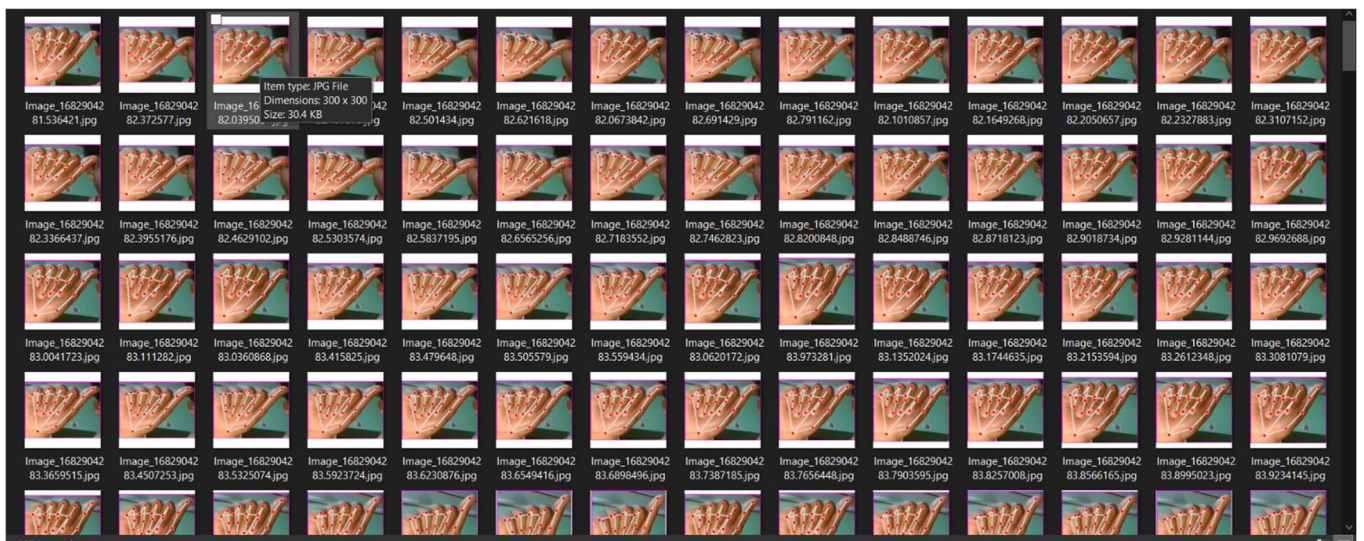 Image_16829042
81.536421.jpg
Image_16829042
82.372577.jpg
Item type: JPG File
Dimensions: 300 x 300
Size: 30.4 KB
Image_16829042
82.501434.jpg
Image_16829042
82.621618.jpg
Image_16829042
82.0673842.jpg
Image_16829042
82.691429.jpg
Image_16829042
82.791162.jpg
Image_16829042
82.1010857.jpg
Image_16829042
82.1649268.jpg
Image_16829042
82.2050657.jpg
Image_16829042
82.2327883.jpg
Image_16829042
82.3107152.jpg
Image_16829042
82.3366437.jpg
Image_16829042
82.3955176.jpg
Image_16829042
82.4629102.jpg
Image_16829042
82.5303574.jpg
Image_16829042
82.5837195.jpg
Image_16829042
82.6565256.jpg
Image_16829042
82.7183552.jpg
Image_16829042
82.7462823.jpg
Image_16829042
82.8200848.jpg
Image_16829042
82.8488746.jpg
Image_16829042
82.8718123.jpg
Image_16829042
82.9018734.jpg
Image_16829042
82.9281144.jpg
Image_16829042
82.9692688.jpg
Image_16829042
83.0041723.jpg
Image_16829042
83.111282.jpg
Image_16829042
83.0360868.jpg
Image_16829042
83.415825.jpg
Image_16829042
83.479648.jpg
Image_16829042
83.505579.jpg
Image_16829042
83.559434.jpg
Image_16829042
83.0620172.jpg
Image_16829042
83.973281.jpg
Image_16829042
83.1352024.jpg
Image_16829042
83.1744635.jpg
Image_16829042
83.2153594.jpg
Image_16829042
83.2612348.jpg
Image_16829042
83.3081079.jpg
Image_16829042
83.3659515.jpg
Image_16829042
83.4507253.jpg
Image_16829042
83.5325074.jpg
Image_16829042
83.5923724.jpg
Image_16829042
83.6230876.jpg
Image_16829042
83.6549416.jpg
Image_16829042
83.6898496.jpg
Image_16829042
83.7387185.jpg
Image_16829042
83.7656448.jpg
Image_16829042
83.7903595.jpg
Image_16829042
83.8257008.jpg
Image_16829042
83.8566165.jpg
Image_16829042
83.8995023.jpg
Image_16829042
83.9234145.jpg